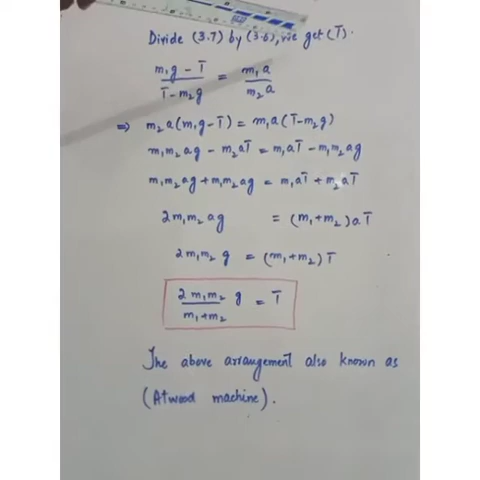 Divide (3.7) by (3.6), we get (T).
m₁g - T / T - m₂g = m₁a / m₂a
⇒ m₂a(m₁g-T) = m₁a(T-m₂g)
m₁m₂ag - m₂aT = m₁aT - m₁m₂ag
m₁m₂ag + m₁m₂ag = m₁aT + m₂aT
2m₁m₂ag = (m₁+m₂)aT
2m₁m₂g = (m₁+m₂)T
2m₁m₂ / m₁+m₂ g = T
The above arrangement also known as
(Atwood machine).